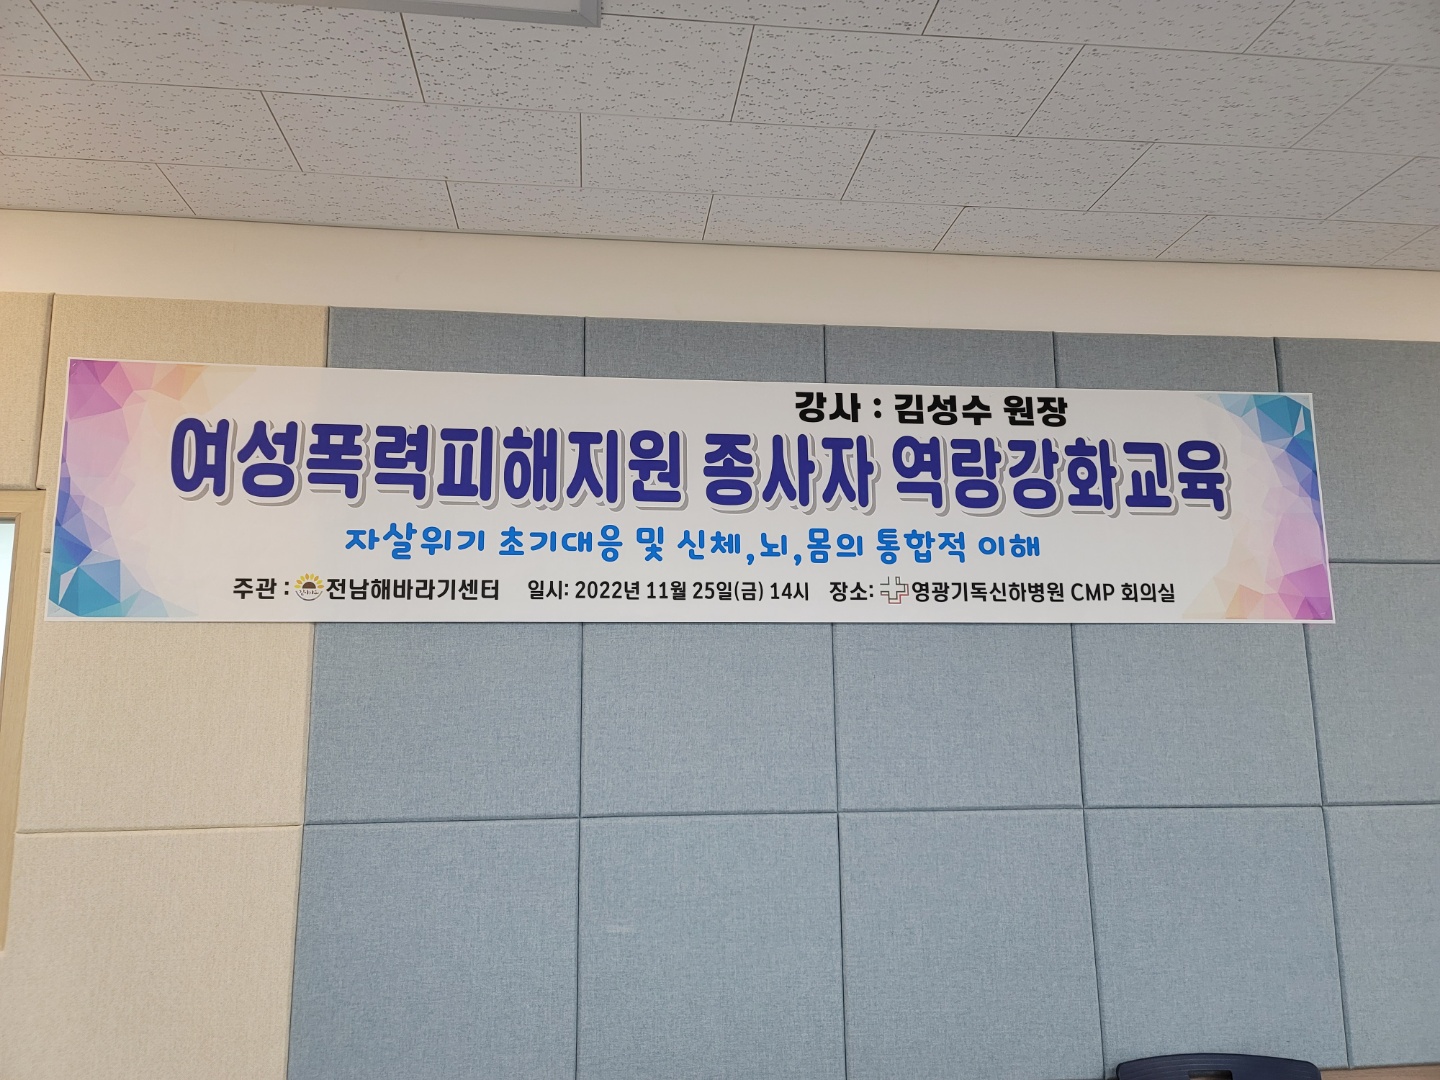 강사 : 김성수 원장
여성폭력피해지원 종사자 역량강화교육
자살위기 초기대응 및 신체,뇌,몸의 통합적 이해
주관 : 전남해바라기센터 일시: 2022년 11월 25일(금) 14시 장소: 영광기독신하병원 CMP 회의실